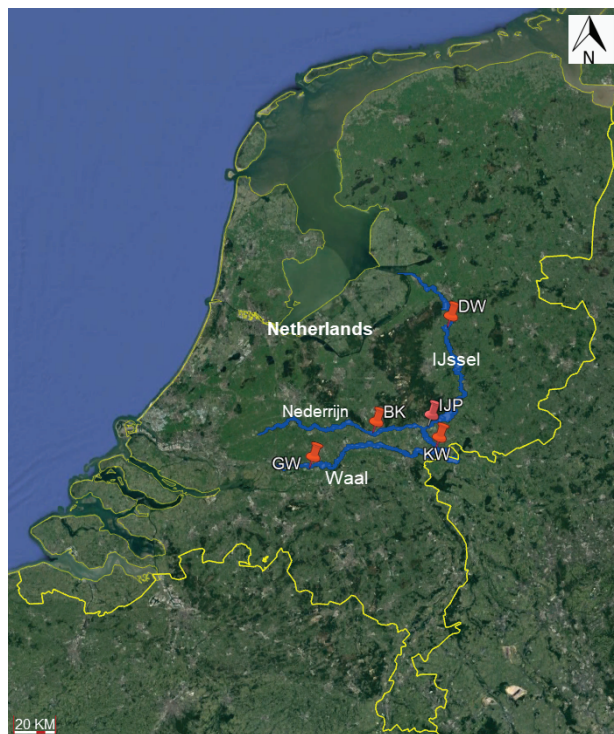 N
DW
Netherlands
IJssel
IJP
Nederrijn
BK
KW
GW
Waal
20 KM